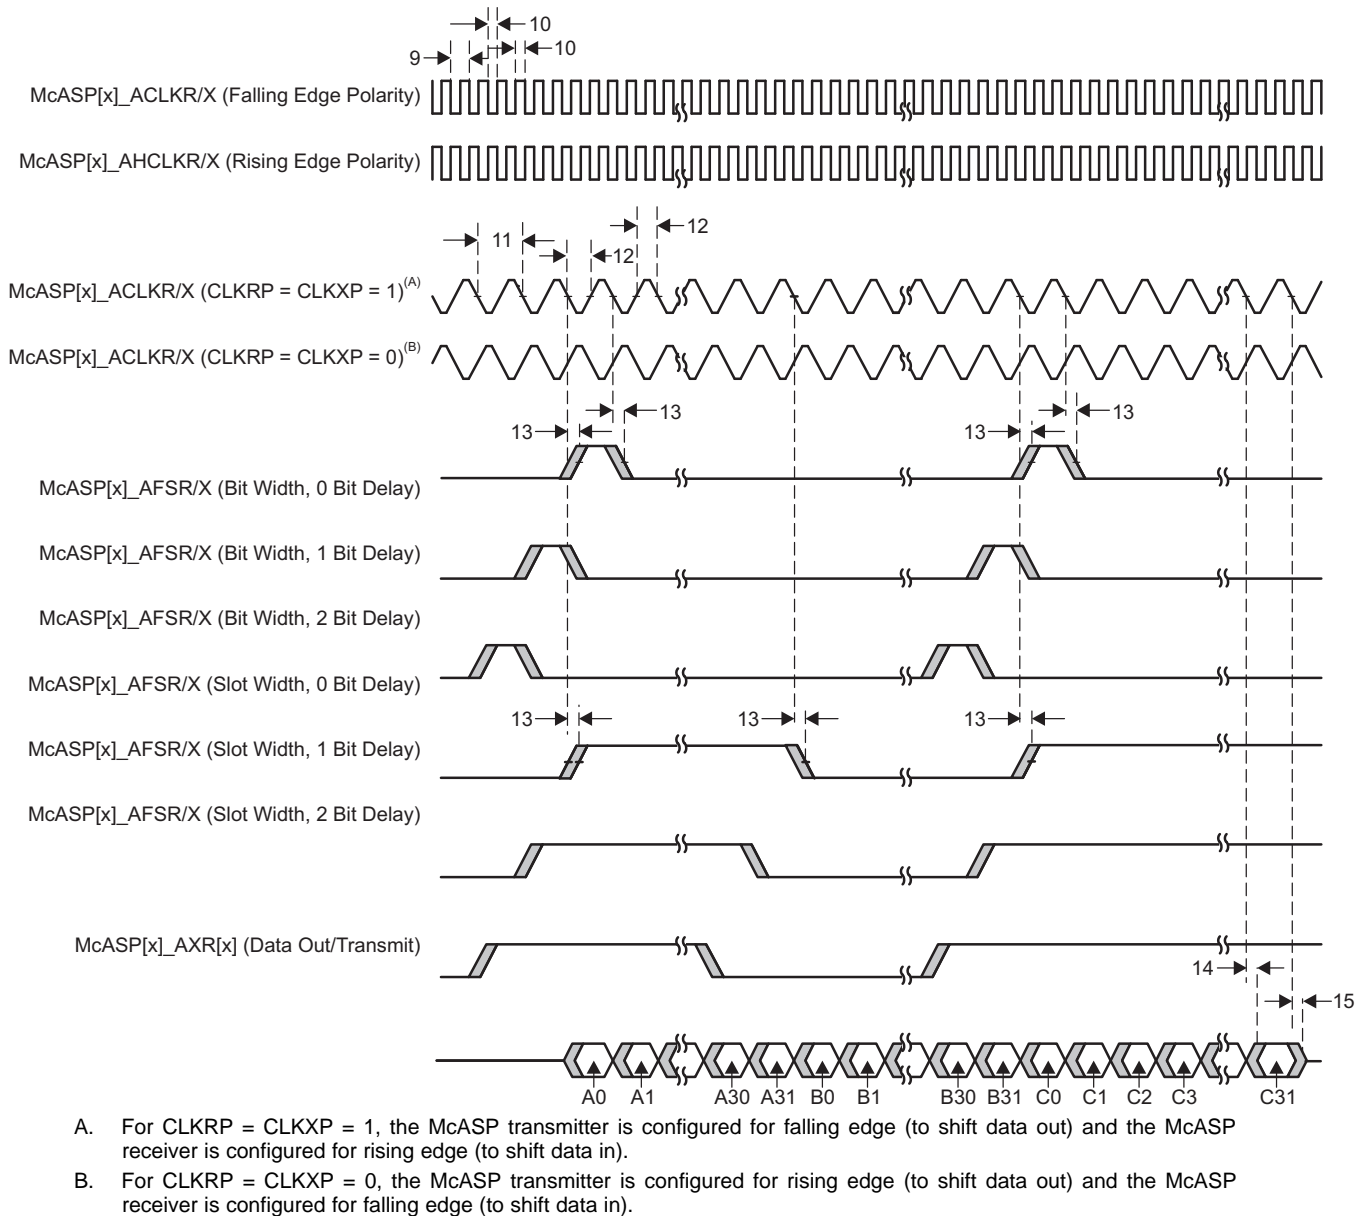 10
9
10
McASP[x]_ACLKR/X (Falling Edge Polarity)
McASP[x]_AHCLKR/X (Rising Edge Polarity)
12
11
12
McASP[x]_ACLKR/X (CLKRP = CLKXP = 1)(A)
McASP[x]_ACLKR/X (CLKRP = CLKXP = 0)(B)
13
13
13
13
McASP[x]_AFSR/X (Bit Width, 0 Bit Delay)
McASP[x]_AFSR/X (Bit Width, 1 Bit Delay)
McASP[x]_AFSR/X (Bit Width, 2 Bit Delay)
McASP[x]_AFSR/X (Slot Width, 0 Bit Delay)
13
13
13
McASP[x]_AFSR/X (Slot Width, 1 Bit Delay)
McASP[x]_AFSR/X (Slot Width, 2 Bit Delay)
McASP[x]_AXR[x] (Data Out/Transmit)
14
15
A0 A1 A30 A31 B0 B1 B30 B31 C0 C1 C2 C3 C31
A. For CLKRP = CLKXP = 1, the McASP transmitter is configured for falling edge (to shift data out) and the McASP
receiver is configured for rising edge (to shift data in).
B. For CLKRP = CLKXP = 0, the McASP transmitter is configured for rising edge (to shift data out) and the McASP
receiver is configured for falling edge (to shift data in).